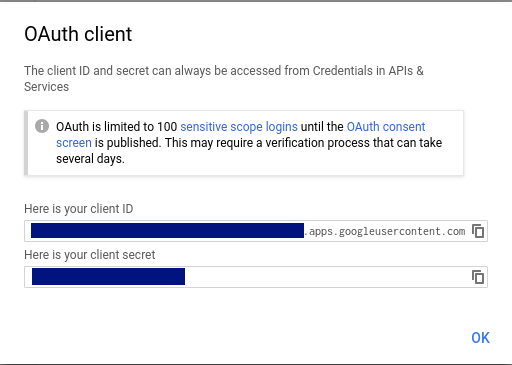 OAuth client
The client ID and secret can always be accessed from Credentials in APIs &
Services
OAuth is limited to 100 sensitive scope logins until the OAuth consent
screen is published. This may require a verification process that can take
several days.
Here is your client ID
.apps.googleusercontent.com
Here is your client secret
OK